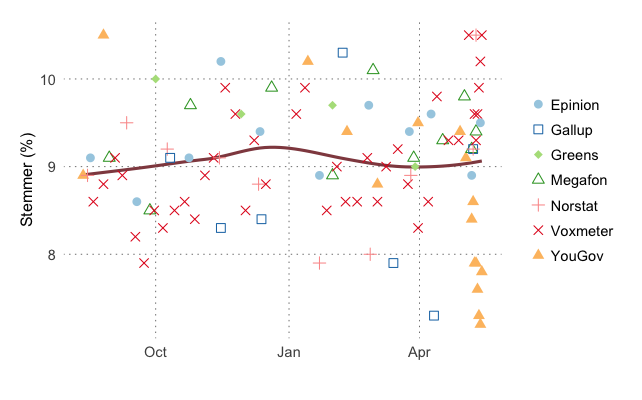 Stemmer (%)
10
9
8
Oct Jan Apr
Epinion
Gallup
Greens
Megafon
Norstat
Voxmeter
YouGov